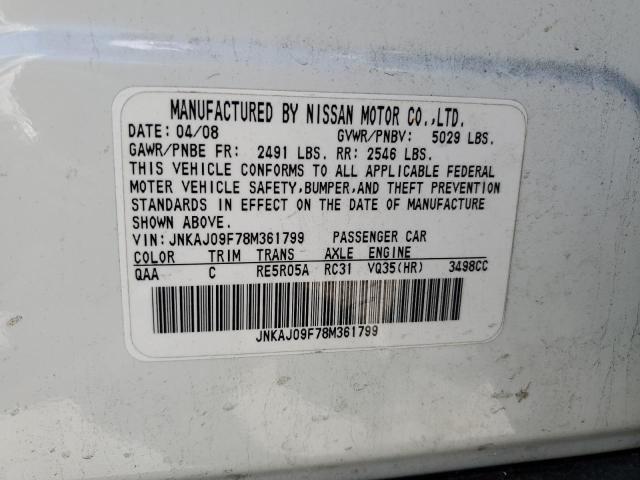 MANUFACTURED BY NISSAN MOTOR CO.,LTD.
DATE: 04/08 GVWR/PNBV: 5029 LBS.
GAWR/PNBE FR: 2491 LBS. RR: 2546 LBS.
THIS VEHICLE CONFORMS TO ALL APPLICABLE FEDERAL
MOTOR VEHICLE SAFETY,BUMPER,AND THEFT PREVENTION
STANDARDS IN EFFECT ON THE DATE OF MANUFACTURE
SHOWN ABOVE.
VIN: JNKAJ09F78M361799 PASSENGER CAR
COLOR TRIM TRANS AXLE ENGINE
QAA C RE5R05A RC31 VQ35(HR) 3498CC
JNKAJ09F78M361799